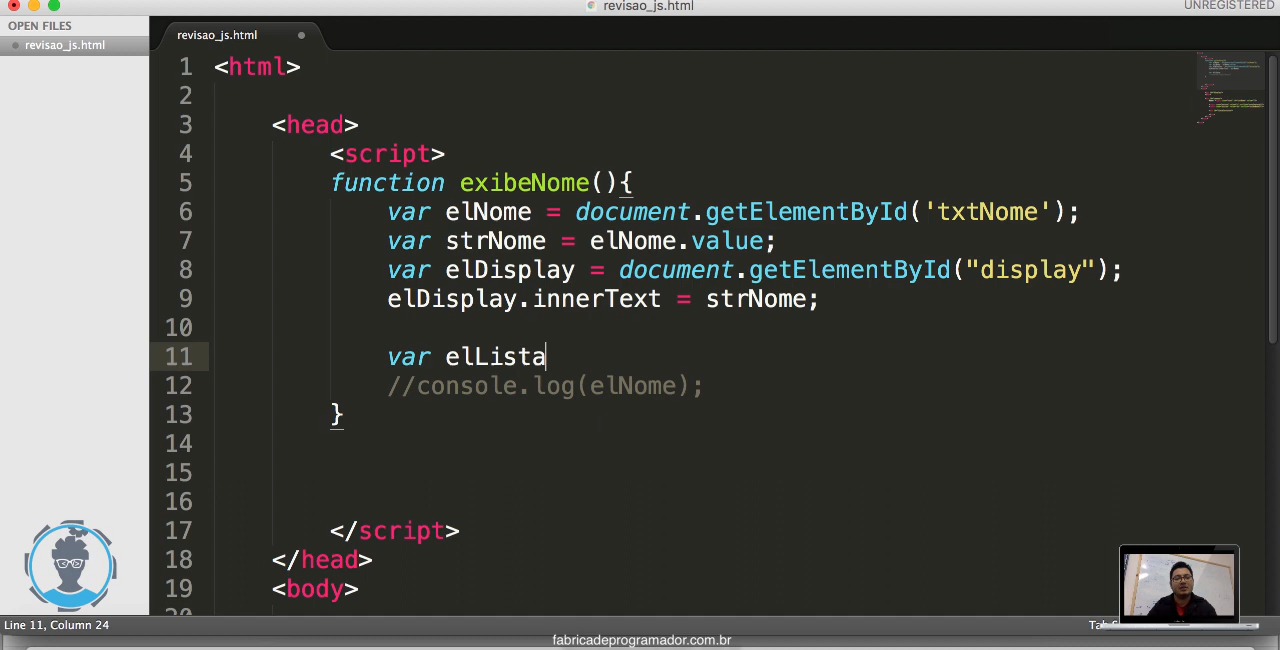 revisao_js.html
UNREGISTERED
OPEN FILES
revisao_js.html
revisao_js.html
1 <html>
2
3 <head>
4 <script>
5 function exibeNome(){
6 var elNome = document.getElementById('txtNome');
7 var strNome = elNome.value;
8 var elDisplay = document.getElementById("display");
9 elDisplay.innerText = strNome;
10
11 var elLista
12 //console.log(elNome);
13 }
14
15
16
17 </script>
18 </head>
19 <body>
Line 11, Column 24
fabricadeprogramador.com.br